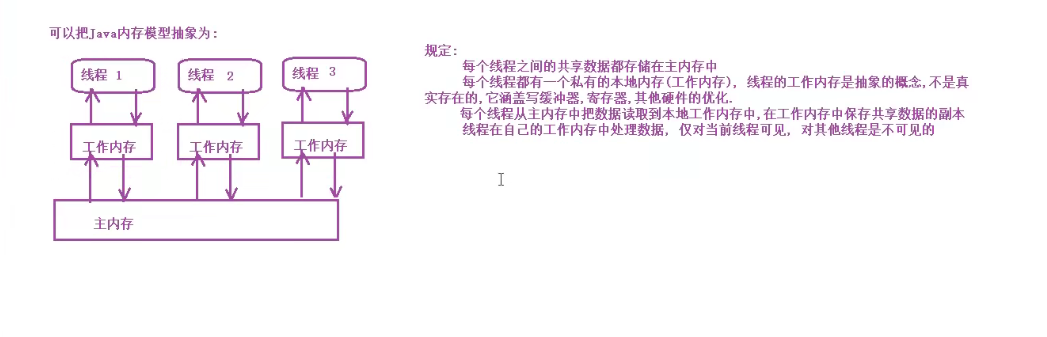 可以把Java内存模型抽象为:
线程 1
线程 2
线程 3
工作内存
工作内存
工作内存
主内存
规定:
每个线程之间的共享数据都存储在主内存中
每个线程都有一个私有的本地内存(工作内存), 线程的工作内存是抽象的概念,不是真
实存在的,它涵盖写缓冲器,寄存器,其他硬件的优化.
每个线程从主内存中把数据读取到本地工作内存中,在工作内存中保存共享数据的副本
线程在自己的工作内存中处理数据, 仅对当前线程可见, 对其他线程是不可见的